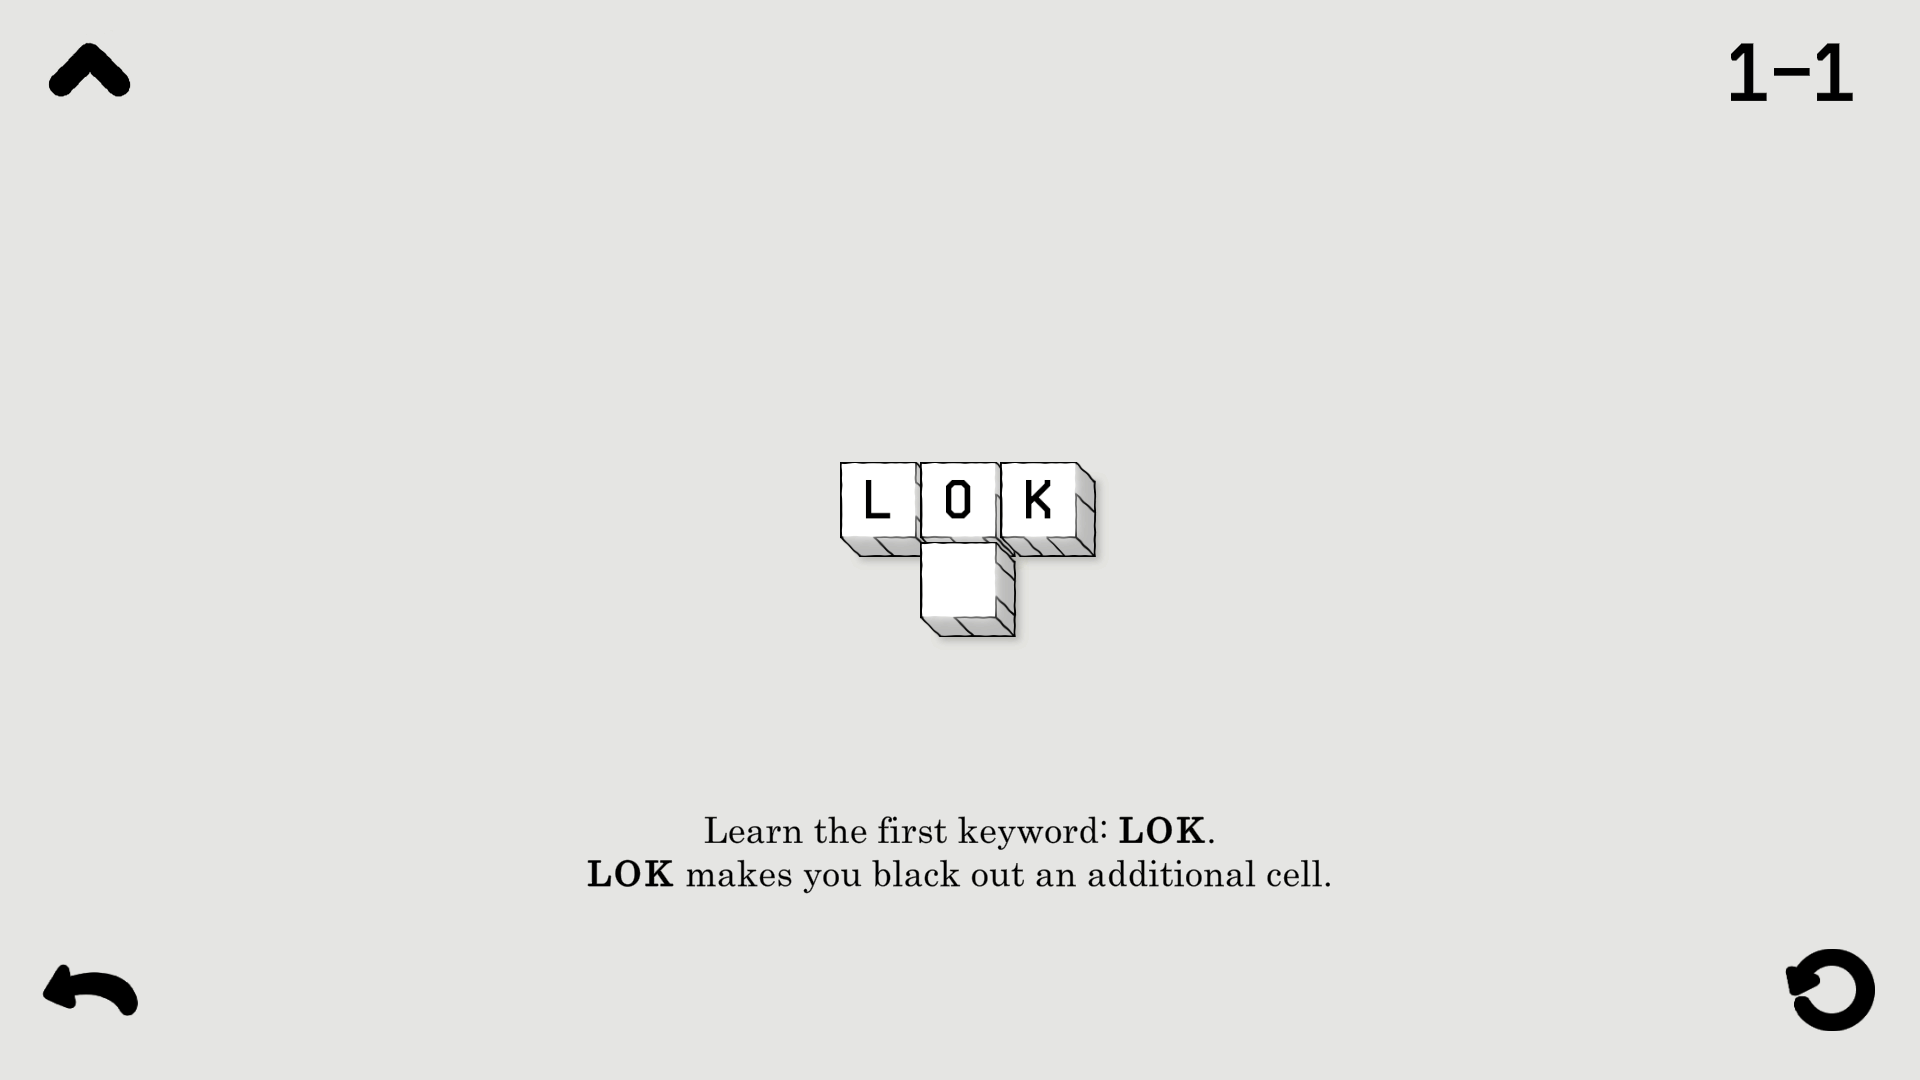 1-1
L O K
Learn the first keyword: LOK.
LOK makes you black out an additional cell.